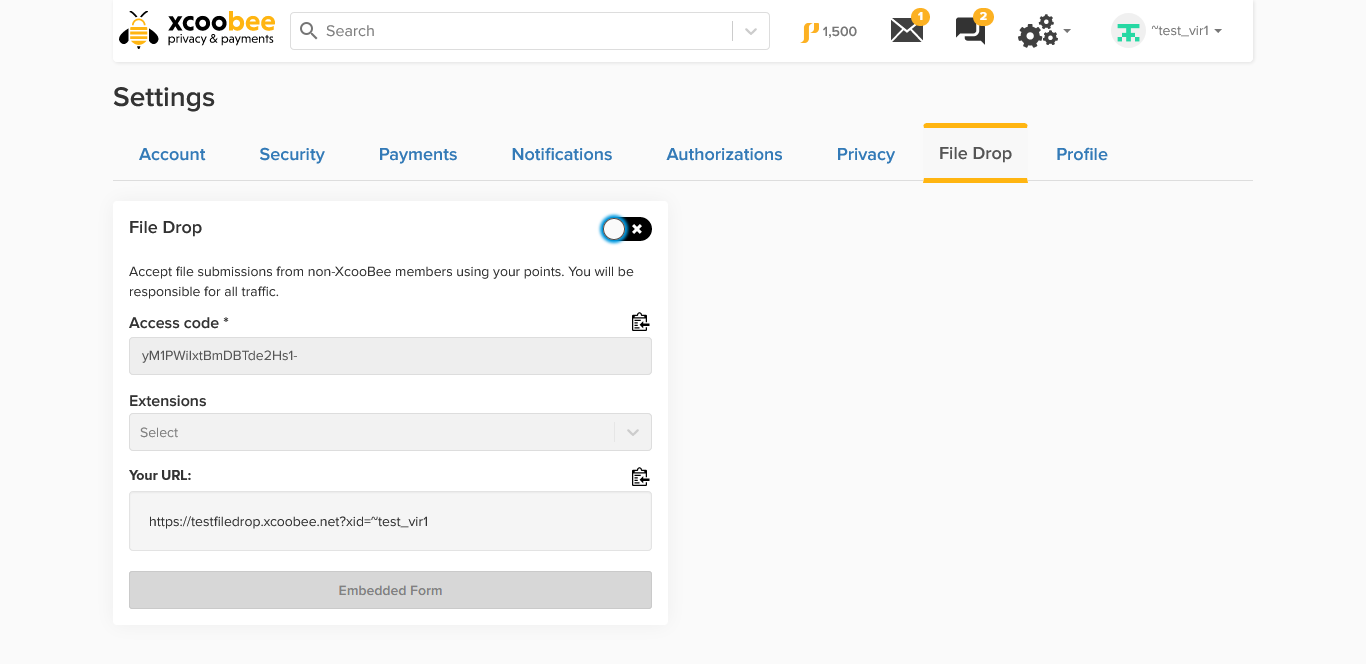 xcoobee
privacy & payments
Search
1,500
1
2
~test_vir1
Settings
Account
Security
Payments
Notifications
Authorizations
Privacy
File Drop
Profile
File Drop
Accept file submissions from non-XcooBee members using your points. You will be
responsible for all traffic.
Access code *
yM1PWiIxtBmDBTde2Hs1-
Extensions
Select
Your URL:
https://testfiledrop.xcoobee.net?xid=~test_vir1
Embedded Form